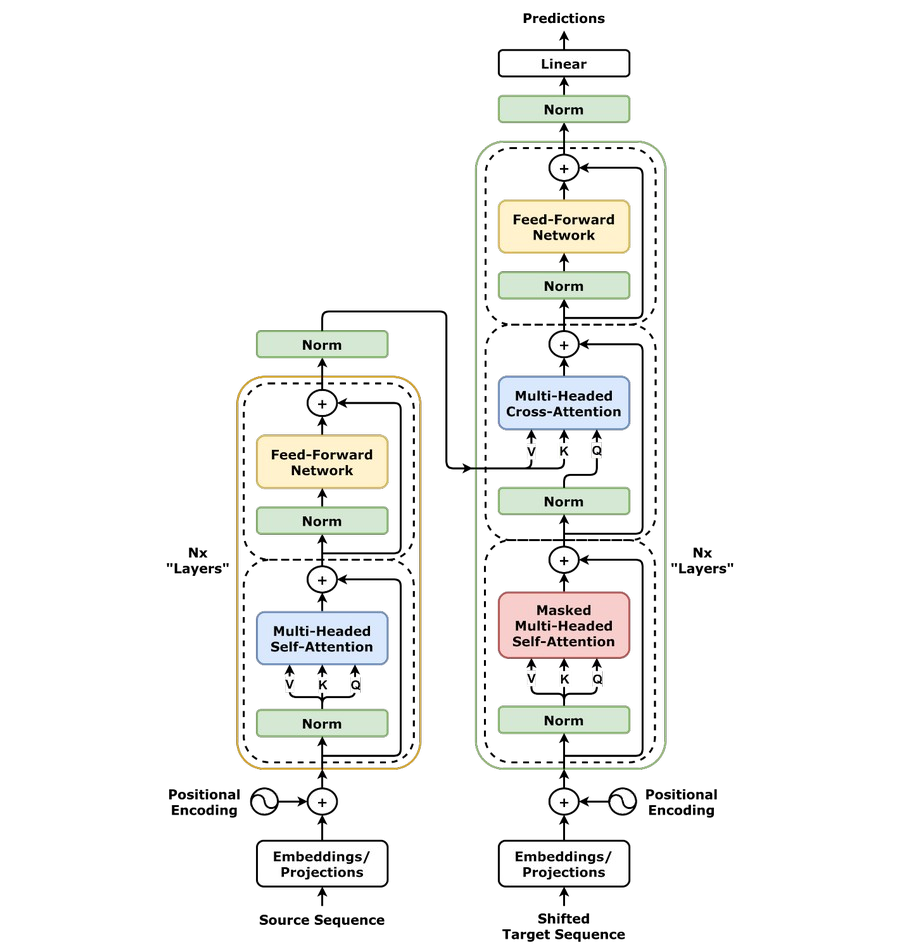 Predictions
Linear
Norm
+
Feed-Forward
Network
Norm
+
Multi-Headed
Cross-Attention
V K Q
Norm
+
Masked
Multi-Headed
Self-Attention
V K Q
Norm
Nx
"Layers"
+
Positional
Encoding
Embeddings/
Projections
Shifted
Target Sequence
Norm
+
Feed-Forward
Network
Norm
Nx
"Layers"
+
Multi-Headed
Self-Attention
V K Q
Norm
Positional
Encoding
+
Embeddings/
Projections
Source Sequence